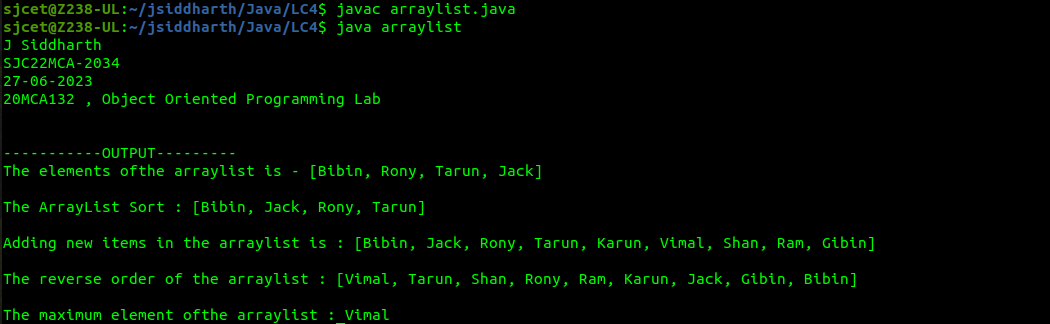 sjcet@Z238-UL:~/jsiddharth/Java/LC4$ javac arraylist.java
sjcet@Z238-UL:~/jsiddharth/Java/LC4$ java arraylist
J Siddharth
SJC22MCA-2034
27-06-2023
20MCA132 , Object Oriented Programming Lab
-----------OUTPUT---------
The elements ofthe arraylist is - [Bibin, Rony, Tarun, Jack]
The ArrayList Sort : [Bibin, Jack, Rony, Tarun]
Adding new items in the arraylist is : [Bibin, Jack, Rony, Tarun, Karun, Vimal, Shan, Ram, Gibin]
The reverse order of the arraylist : [Vimal, Tarun, Shan, Rony, Ram, Karun, Jack, Gibin, Bibin]
The maximum element ofthe arraylist :_Vimal